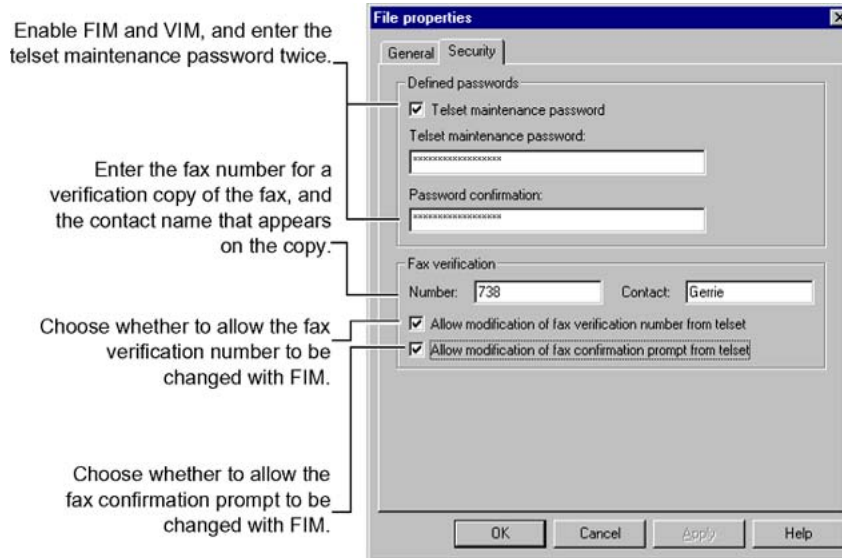 Enable FIM and VIM, and enter the
telset maintenance password twice.
Enter the fax number for a
verification copy of the fax, and
the contact name that appears
on the copy.
Choose whether to allow the fax
verification number to be
changed with FIM.
Choose whether to allow the
fax confirmation prompt to be
changed with FIM.
File properties
General Security
Defined passwords
Telset maintenance password
Telset maintenance password:
******************
Password confirmation:
******************
Fax verification
Number: 738 Contact: Gerrie
Allow modification of fax verification number from telset
Allow modification of fax confirmation prompt from telset
OK Cancel Apply Help